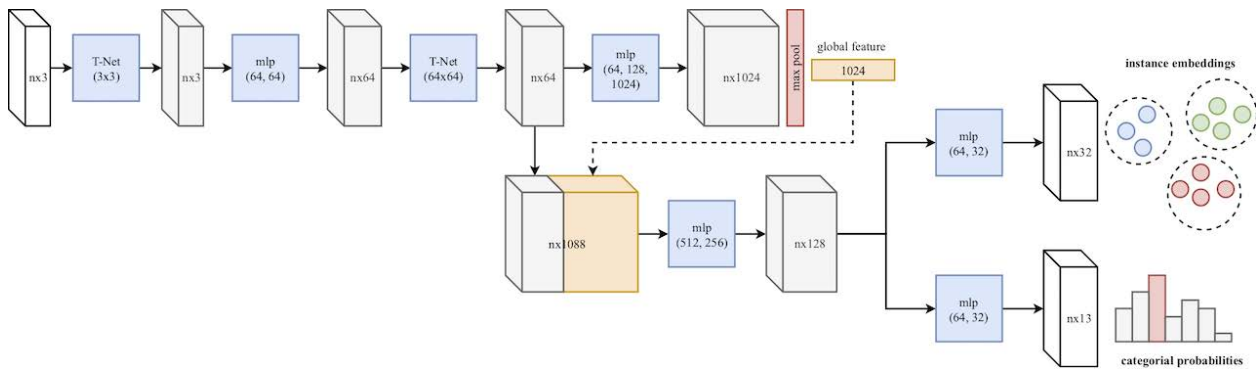 nx3
T-Net
(3x3)
nx3
mlp
(64, 64)
nx64
T-Net
(64x64)
nx64
mlp
(64, 128,
1024)
nx1024
max pool
global feature
1024
nx1088
mlp
(512, 256)
nx128
mlp
(64, 32)
nx32
instance embeddings
mlp
(64, 32)
nx13
categorial probabilities